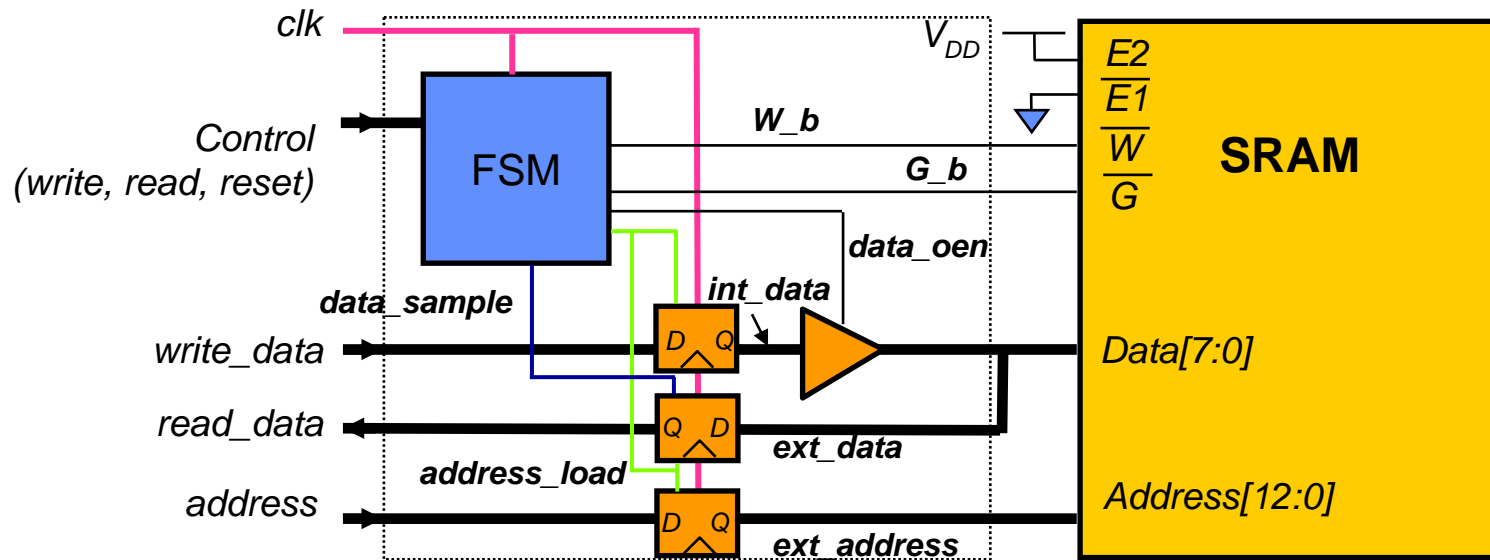 clk
V_DD
E2
E1
W
G
SRAM
Control
(write, read, reset)
FSM
W_b
G_b
data_oen
data_sample
int_data
write_data
D Q
Data[7:0]
read_data
Q D
ext_data
address_load
address
D Q
ext_address
Address[12:0]